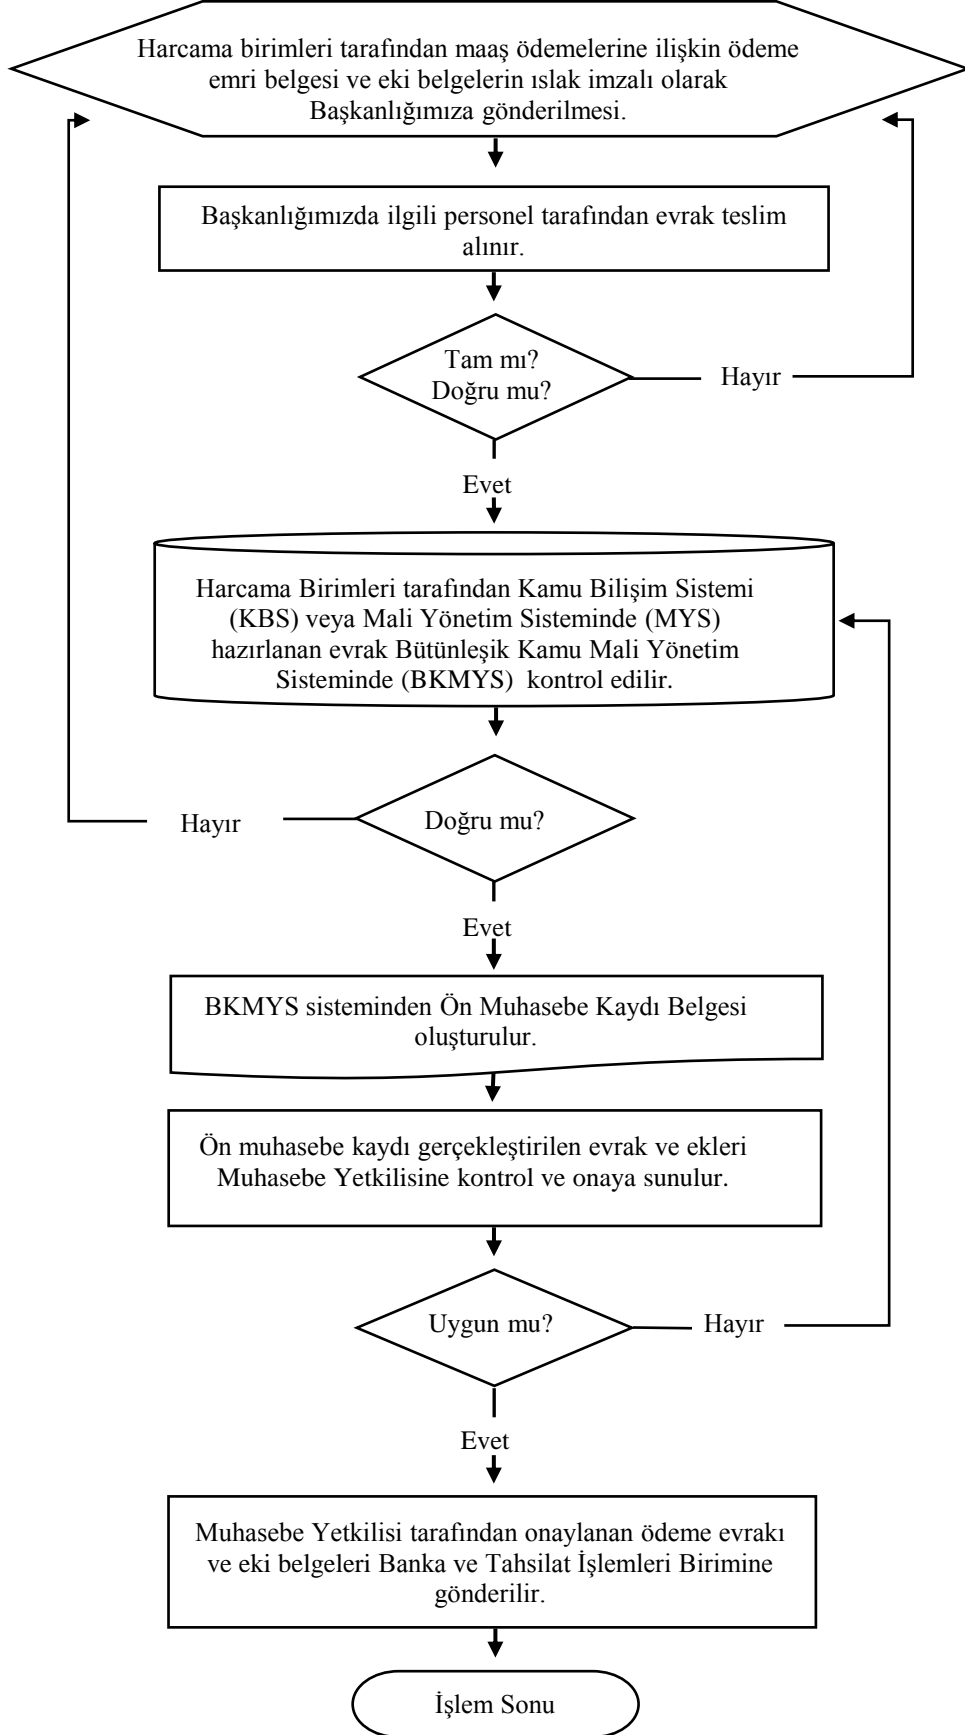 Harcama birimleri tarafından maaş ödemelerine ilişkin ödeme
emri belgesi ve eki belgelerin ıslak imzalı olarak
Başkanlığımıza gönderilmesi.
Başkanlığımızda ilgili personel tarafından evrak teslim
alınır.
Tam mı?
Doğru mu?
Hayır
Evet
Harcama Birimleri tarafından Kamu Bilişim Sistemi
(KBS) veya Mali Yönetim Sisteminde (MYS)
hazırlanan evrak Bütünleşik Kamu Mali Yönetim
Sisteminde (BKMYS) kontrol edilir.
Hayır
Doğru mu?
Evet
BKMYS sisteminden Ön Muhasebe Kaydı Belgesi
oluşturulur.
Ön muhasebe kaydı gerçekleştirilen evrak ve ekleri
Muhasebe Yetkilisine kontrol ve onaya sunulur.
Uygun mu?
Hayır
Evet
Muhasebe Yetkilisi tarafından onaylanan ödeme evrakı
ve eki belgeleri Banka ve Tahsilat İşlemleri Birimine
gönderilir.
İşlem Sonu